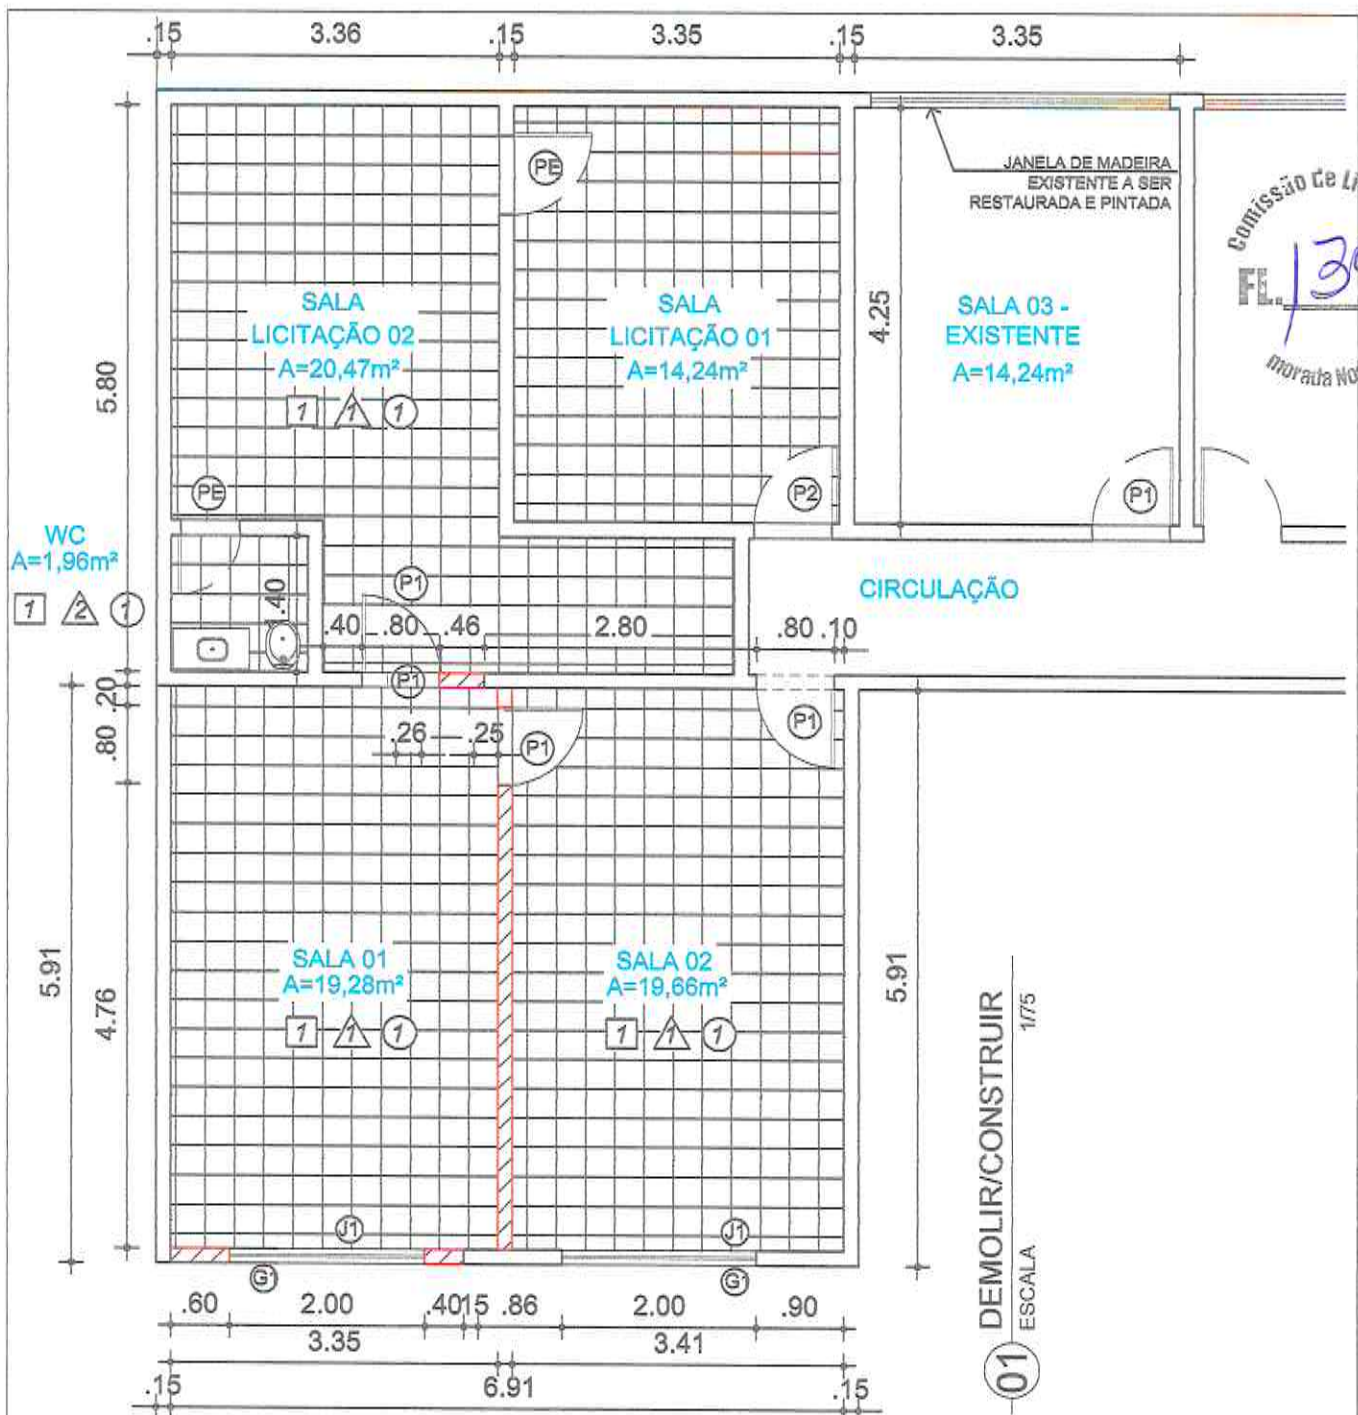 .15 3.36 .15 3.35 .15 3.35
JANELA DE MADEIRA
EXISTENTE A SER
RESTAURADA E PINTADA
PE
Comissão de Li
FL.
morada No
SALA
LICITAÇÃO 02
A=20,47m²
1 1 1
SALA
LICITAÇÃO 01
A=14,24m²
SALA 03 -
EXISTENTE
A=14,24m²
4.25
5.80
PE
P2
P1
WC
A=1,96m²
1 2 1
P1
CIRCULAÇÃO
1.40
.40 .80 .46 2.80 .80 .10
P1
.20
.80
.26 .25
P1
P1
5.91
4.76
SALA 01
A=19,28m²
1 1 1
SALA 02
A=19,66m²
1 1 1
5.91
J1
J1
G1
G1
.60 2.00 .40 15 .86 2.00 .90
3.35 3.41
.15 6.91 .15
01
DEMOLIR/CONSTRUIR
ESCALA 1/75